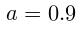 a = 0.9